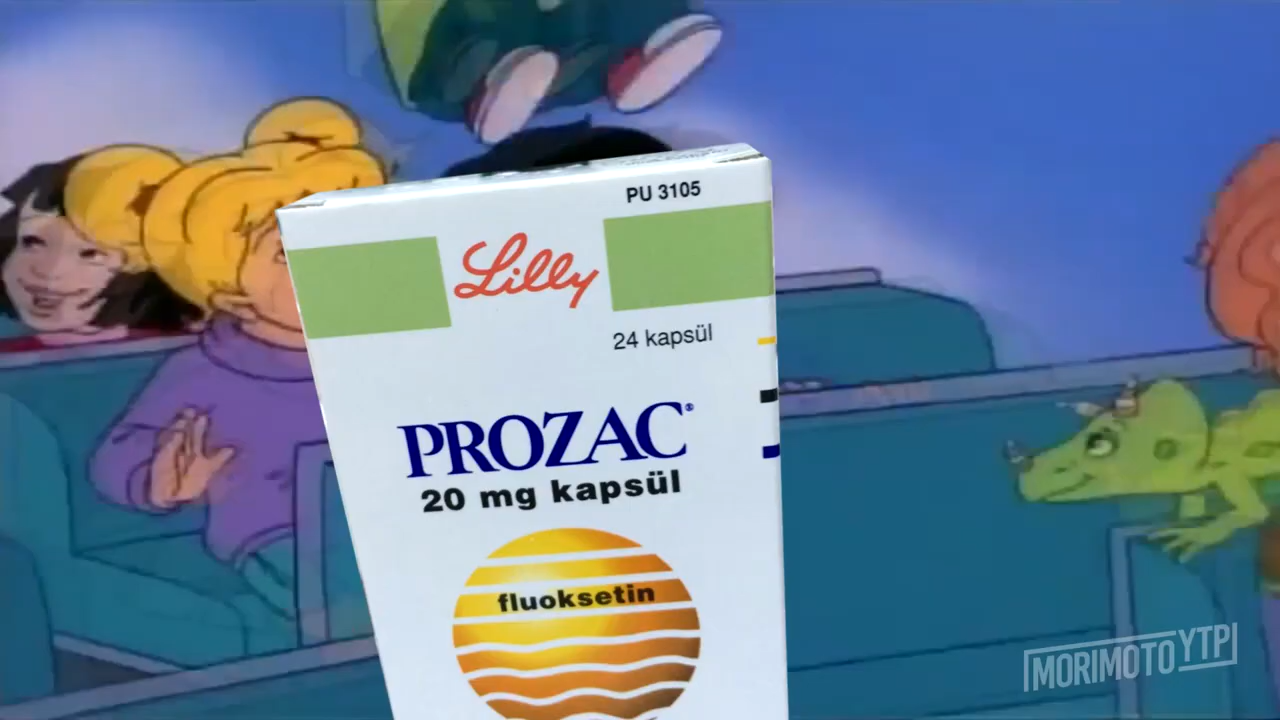 PU 3105
Lilly
24 kapsül
PROZAC®
20 mg kapsül
fluoksetin
MORIMOTO YTP